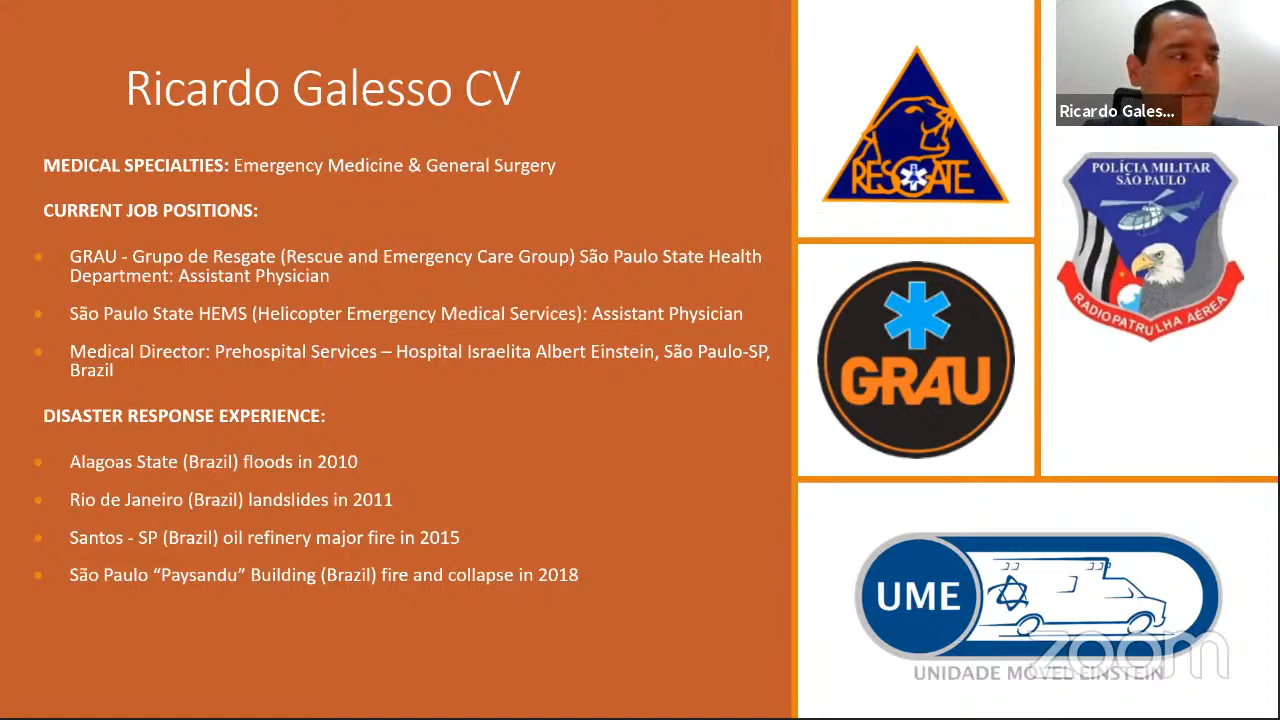 Ricardo Galesso CV
MEDICAL SPECIALTIES: Emergency Medicine & General Surgery
CURRENT JOB POSITIONS:
GRAU - Grupo de Resgate (Rescue and Emergency Care Group) São Paulo State Health
Department: Assistant Physician
São Paulo State HEMS (Helicopter Emergency Medical Services): Assistant Physician
Medical Director: Prehospital Services – Hospital Israelita Albert Einstein, São Paulo-SP,
Brazil
DISASTER RESPONSE EXPERIENCE:
Alagoas State (Brazil) floods in 2010
Rio de Janeiro (Brazil) landslides in 2011
Santos - SP (Brazil) oil refinery major fire in 2015
São Paulo “Paysandu” Building (Brazil) fire and collapse in 2018
RESGATE
GRAU
Ricardo Gales...
POLÍCIA MILITAR
SÃO PAULO
RADIOPATRULHA AÉREA
UME
UNIDADE MÓVEL EINSTEIN
zoom